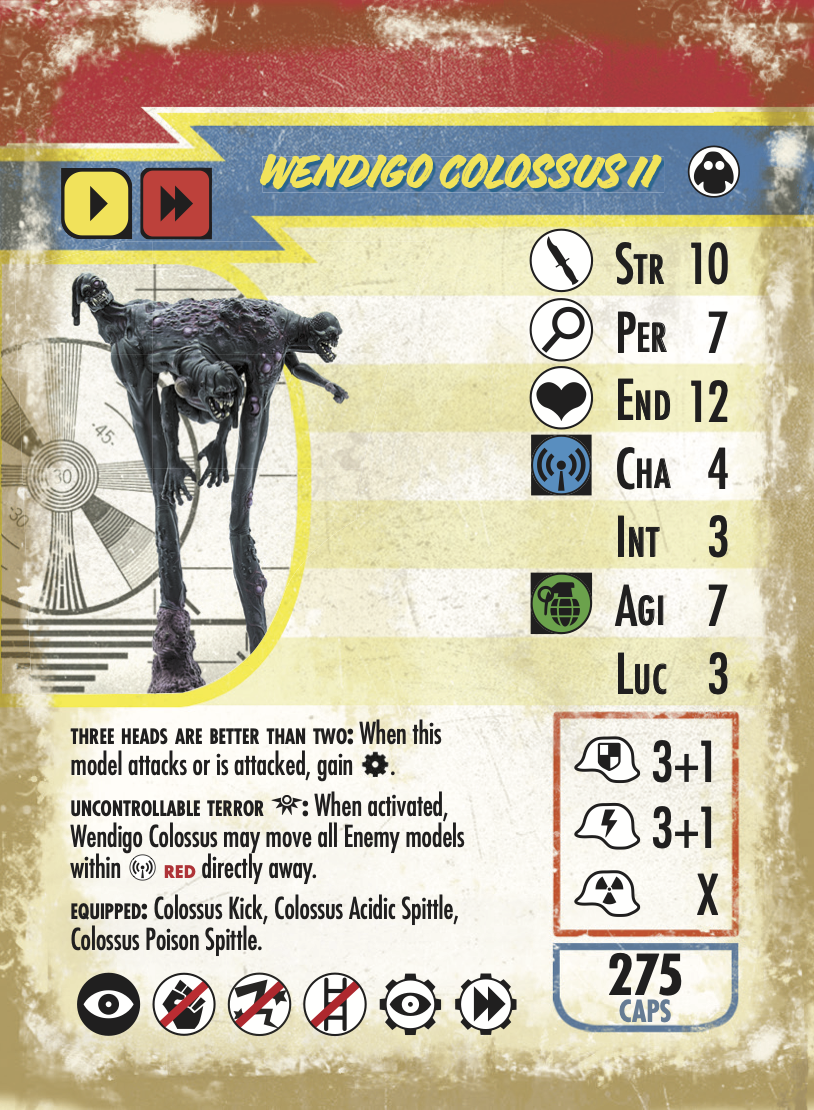 WENDIGO COLOSSUS II
STR 10
PER 7
END 12
CHA 4
INT 3
AGI 7
LUC 3
·45·
30
30
THREE HEADS ARE BETTER THAN TWO: When this
model attacks or is attacked, gain .
UNCONTROLLABLE TERROR : When activated,
Wendigo Colossus may move all Enemy models
within RED directly away.
EQUIPPED: Colossus Kick, Colossus Acidic Spittle,
Colossus Poison Spittle.
3+1
3+1
X
275
CAPS